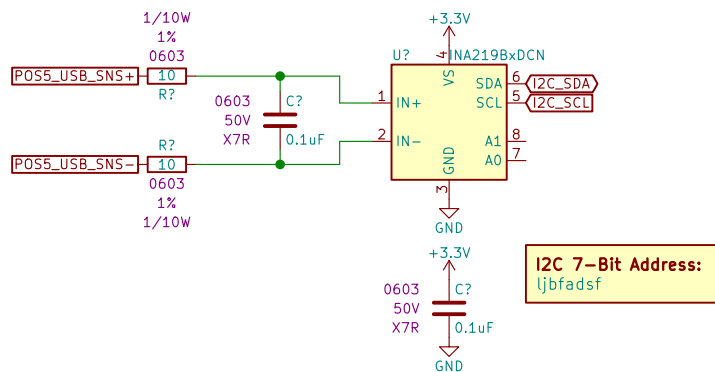 1/10W
1%
0603
POS5_USB_SNS+
10
R?
0603
50V
X7R
C?
0.1uF
R?
POS5_USB_SNS-
10
0603
1%
1/10W
+3.3V
U?
INA219BxDCN
4
VS
1
IN+
2
IN-
SDA
6
I2C_SDA
SCL
5
I2C_SCL
A1
8
A0
7
GND
3
GND
+3.3V
0603
50V
X7R
C?
0.1uF
GND
I2C 7-Bit Address:
ljbfadsf